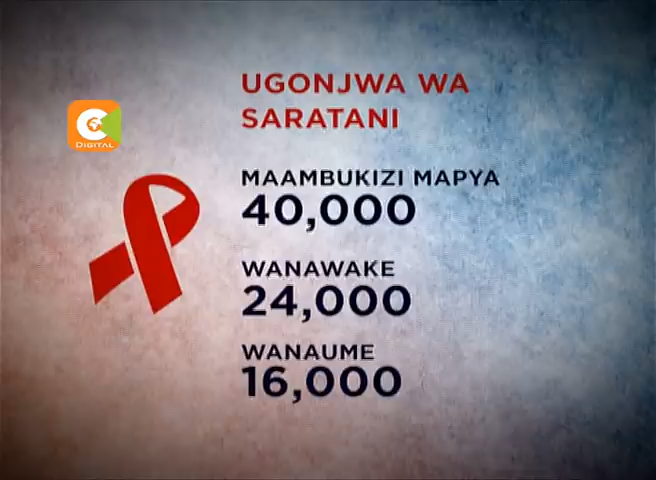 UGONJWA WA
SARATANI
C
DIGITAL
MAAMBUKIZI MAPYA
40,000
WANAWAKE
24,000
WANAUME
16,000